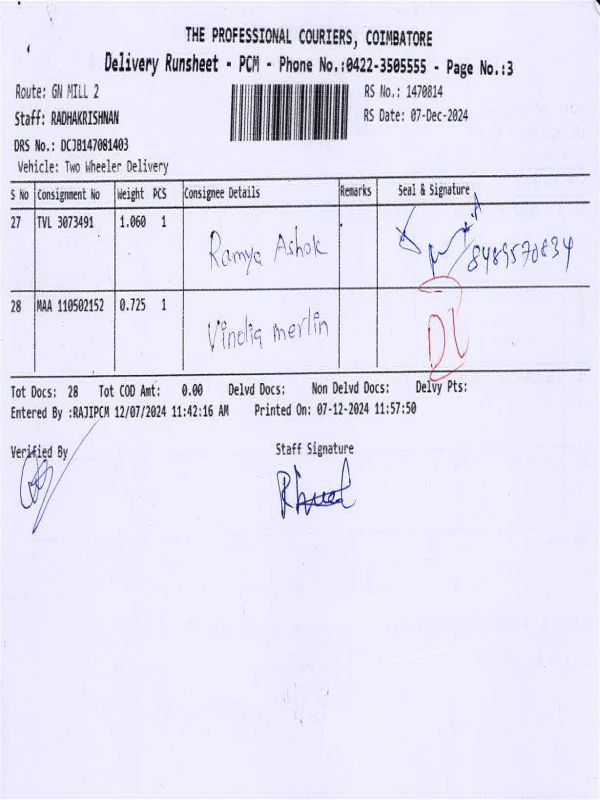 THE PROFESSIONAL COURIERS, COIMBATORE
Delivery Runsheet - PCM - Phone No.:0422-3505555 - Page No.:3
Route: GN MILL 2 RS No.: 1470814
Staff: RADHAKRISHNAN RS Date: 07-Dec-2024
DRS No.: DCJB147081403
Vehicle: Two Wheeler Delivery
S No Consignment No Weight PCS Consignee Details Remarks Seal & Signature
27 TVL 3073491 1.060 1
Ramya Ashok 8489570834
28 MAA 110502152 0.725 1
Vindia merlin DL
Tot Docs: 28 Tot COD Amt: 0.00 Delvd Docs: Non Delvd Docs: Delvy Pts:
Entered By :RAJIPCM 12/07/2024 11:42:16 AM Printed On: 07-12-2024 11:57:50
Verified By Staff Signature